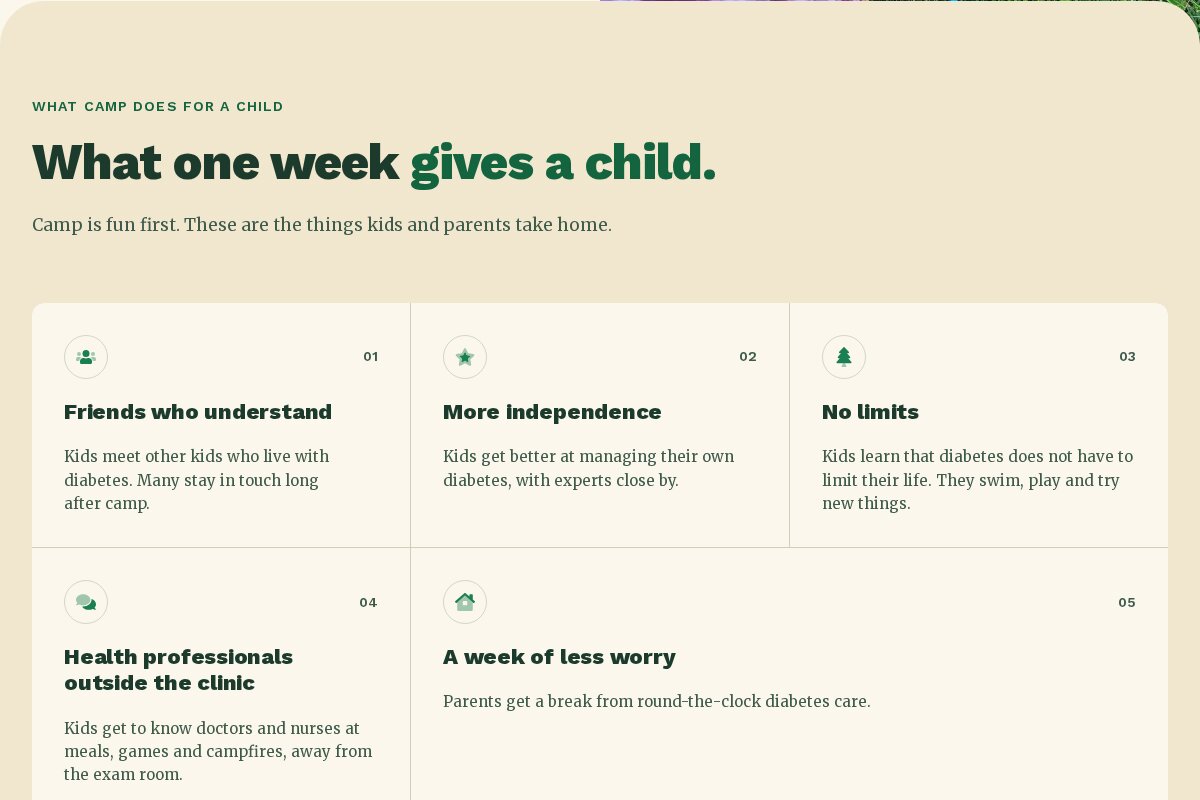 WHAT CAMP DOES FOR A CHILD
What one week gives a child.
Camp is fun first. These are the things kids and parents take home.
01
Friends who understand
Kids meet other kids who live with
diabetes. Many stay in touch long
after camp.
02
More independence
Kids get better at managing their own
diabetes, with experts close by.
03
No limits
Kids learn that diabetes does not have to
limit their life. They swim, play and try
new things.
04
Health professionals
outside the clinic
Kids get to know doctors and nurses at
meals, games and campfires, away from
the exam room.
05
A week of less worry
Parents get a break from round-the-clock diabetes care.